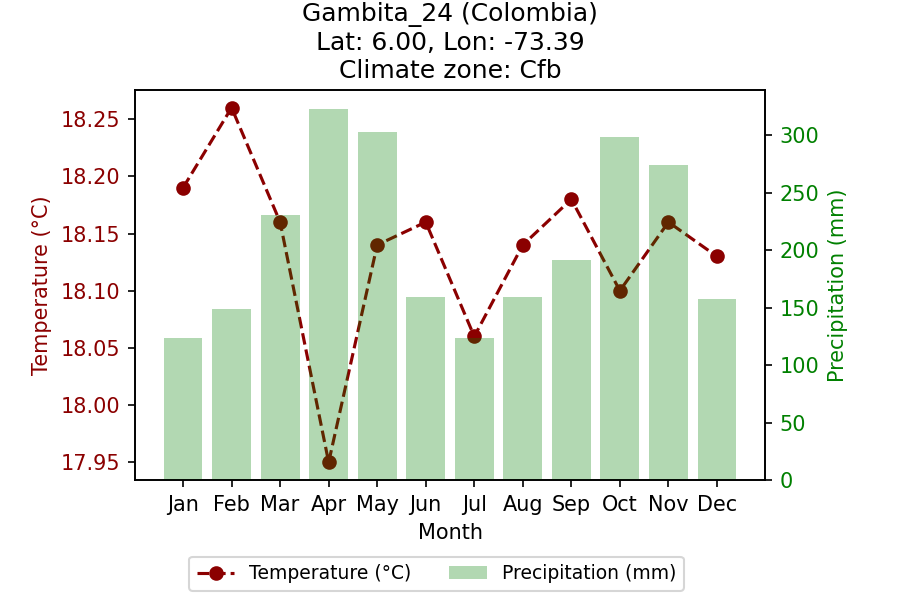 Gambita_24 (Colombia)
Lat: 6.00, Lon: -73.39
Climate zone: Cfb
Temperature (°C)
18.25
18.20
18.15
18.10
18.05
18.00
17.95
Precipitation (mm)
300
250
200
150
100
50
0
Jan Feb Mar Apr May Jun Jul Aug Sep Oct Nov Dec
Month
Temperature (°C) Precipitation (mm)